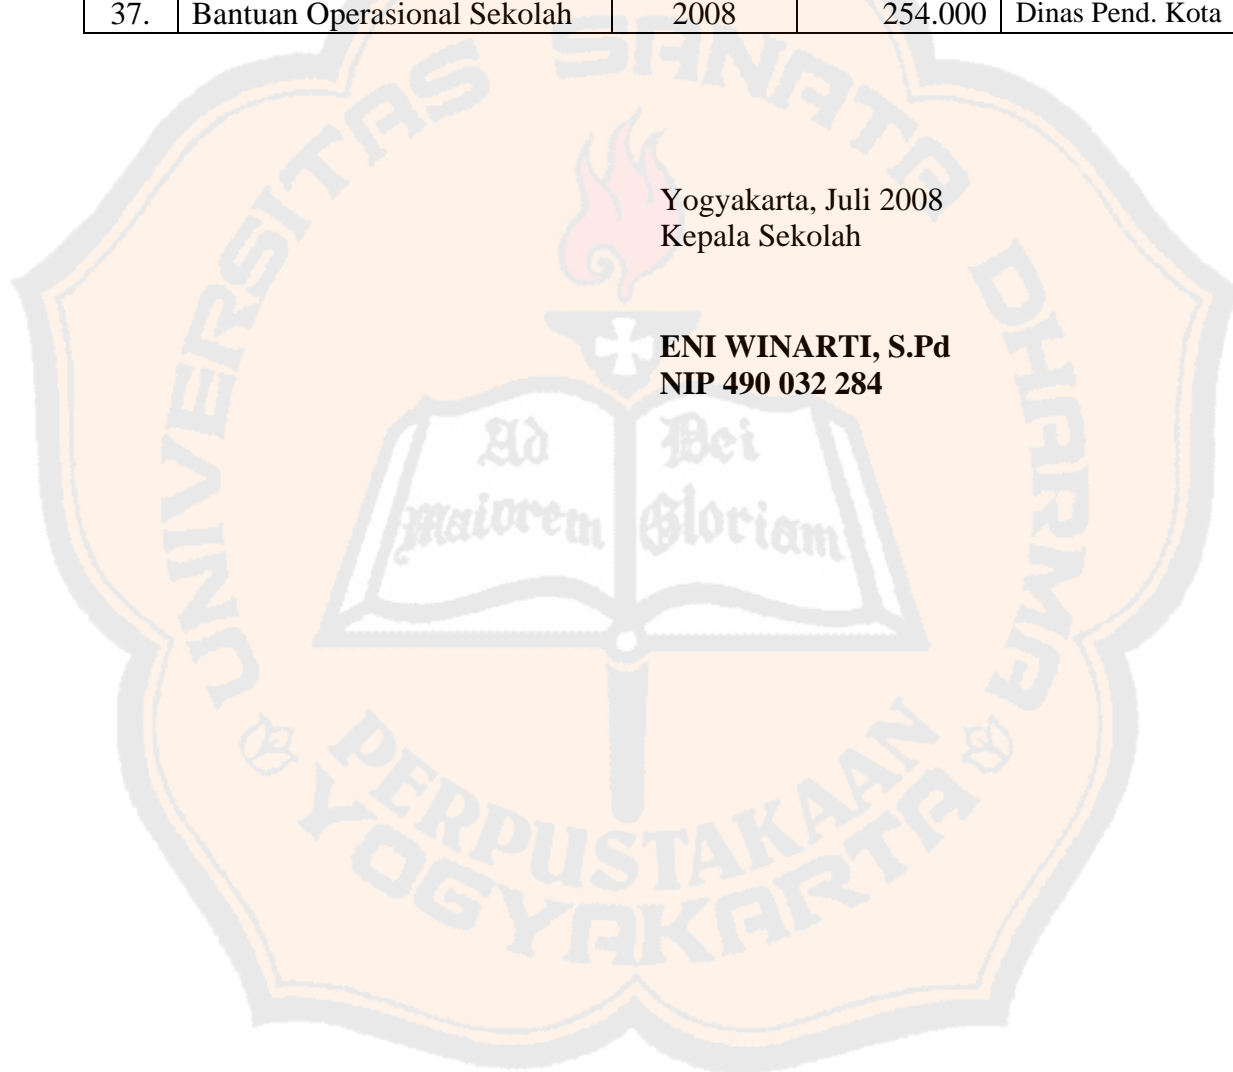 37. Bantuan Operasional Sekolah 2008 254.000 Dinas Pend. Kota
Yogyakarta, Juli 2008
Kepala Sekolah
ENI WINARTI, S.Pd
NIP 490 032 284
UNIVERSITAS SANATA DHARMA
Ad Dei
maiorem Gloriam
PERPUSTAKAAN
YOGYAKARTA